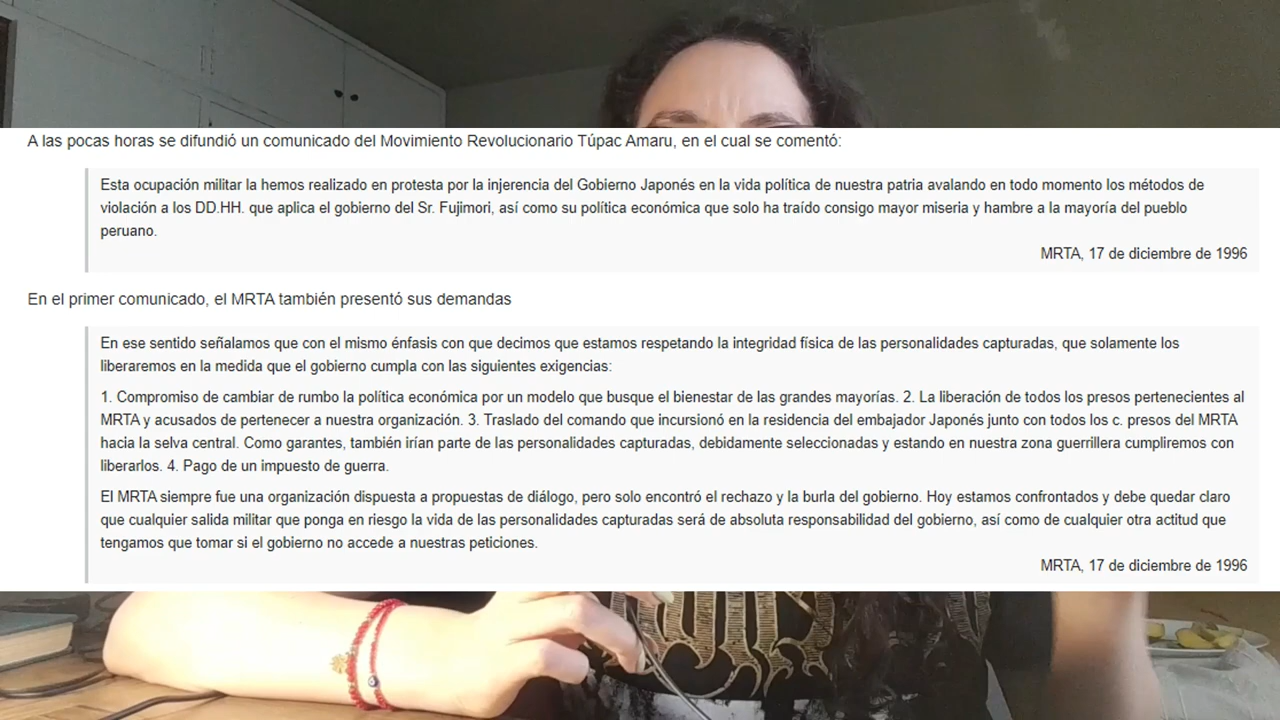 A las pocas horas se difundió un comunicado del Movimiento Revolucionario Túpac Amaru, en el cual se comentó:
Esta ocupación militar la hemos realizado en protesta por la injerencia del Gobierno Japonés en la vida política de nuestra patria avalando en todo momento los métodos de
violación a los DD.HH. que aplica el gobierno del Sr. Fujimori, así como su política económica que solo ha traído consigo mayor miseria y hambre a la mayoría del pueblo
peruano.
MRTA, 17 de diciembre de 1996
En el primer comunicado, el MRTA también presentó sus demandas
En ese sentido señalamos que con el mismo énfasis con que decimos que estamos respetando la integridad física de las personalidades capturadas, que solamente los
liberaremos en la medida que el gobierno cumpla con las siguientes exigencias:
1. Compromiso de cambiar de rumbo la política económica por un modelo que busque el bienestar de las grandes mayorías. 2. La liberación de todos los presos pertenecientes al
MRTA y acusados de pertenecer a nuestra organización. 3. Traslado del comando que incursionó en la residencia del embajador Japonés junto con todos los c. presos del MRTA
hacia la selva central. Como garantes, también irían parte de las personalidades capturadas, debidamente seleccionadas y estando en nuestra zona guerrillera cumpliremos con
liberarlos. 4. Pago de un impuesto de guerra.
El MRTA siempre fue una organización dispuesta a propuestas de diálogo, pero solo encontró el rechazo y la burla del gobierno. Hoy estamos confrontados y debe quedar claro
que cualquier salida militar que ponga en riesgo la vida de las personalidades capturadas será de absoluta responsabilidad del gobierno, así como de cualquier otra actitud que
tengamos que tomar si el gobierno no accede a nuestras peticiones.
MRTA, 17 de diciembre de 1996